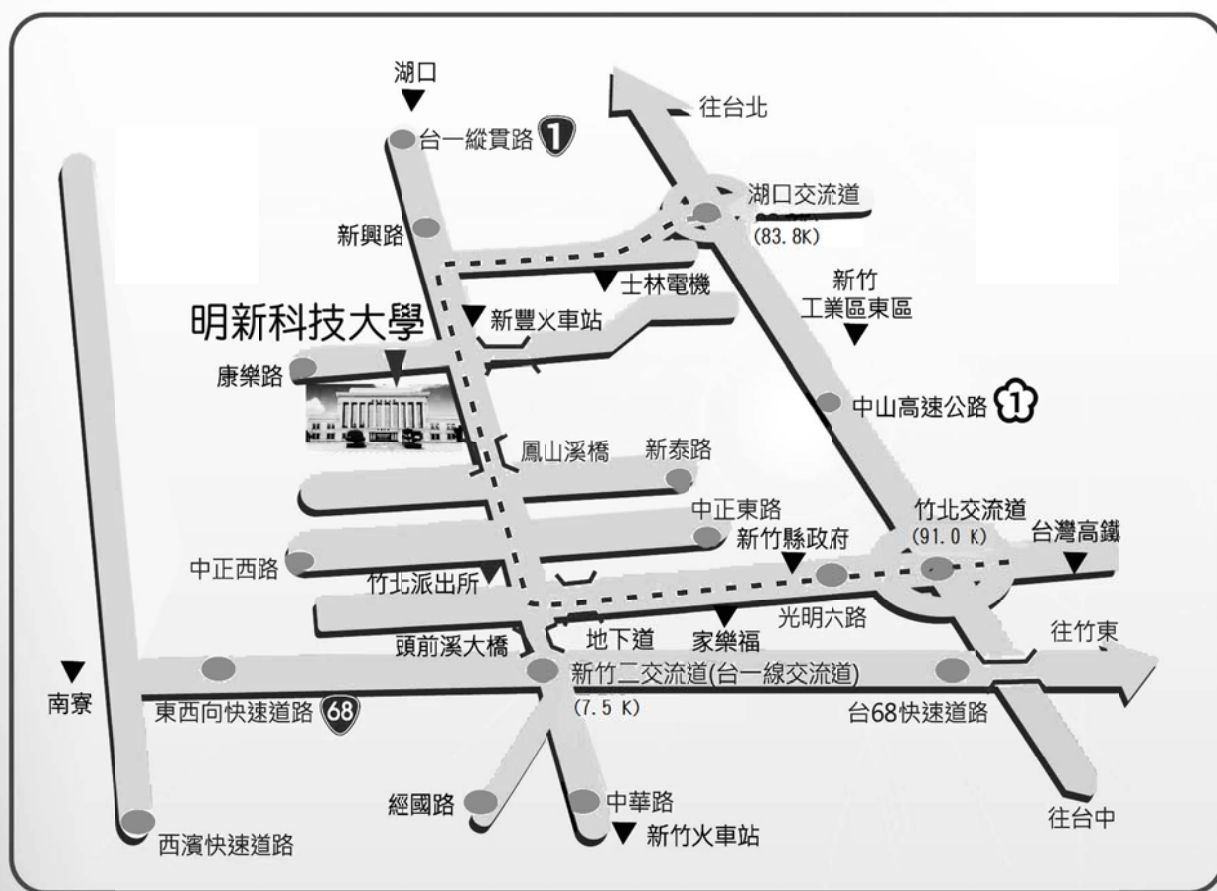 湖口
往台北
台一縱貫路 1
湖口交流道
(83.8K)
新興路
士林電機
新竹
工業區東區
明新科技大學
新豐火車站
康樂路
中山高速公路 1
鳳山溪橋
新泰路
中正東路
竹北交流道
(91.0 K)
新竹縣政府
台灣高鐵
中正西路
竹北派出所
光明六路
頭前溪大橋
地下道
家樂福
往竹東
南寮
新竹二交流道(台一線交流道)
(7.5 K)
東西向快速道路 68
台68快速道路
經國路
中華路
往台中
西濱快速道路
新竹火車站